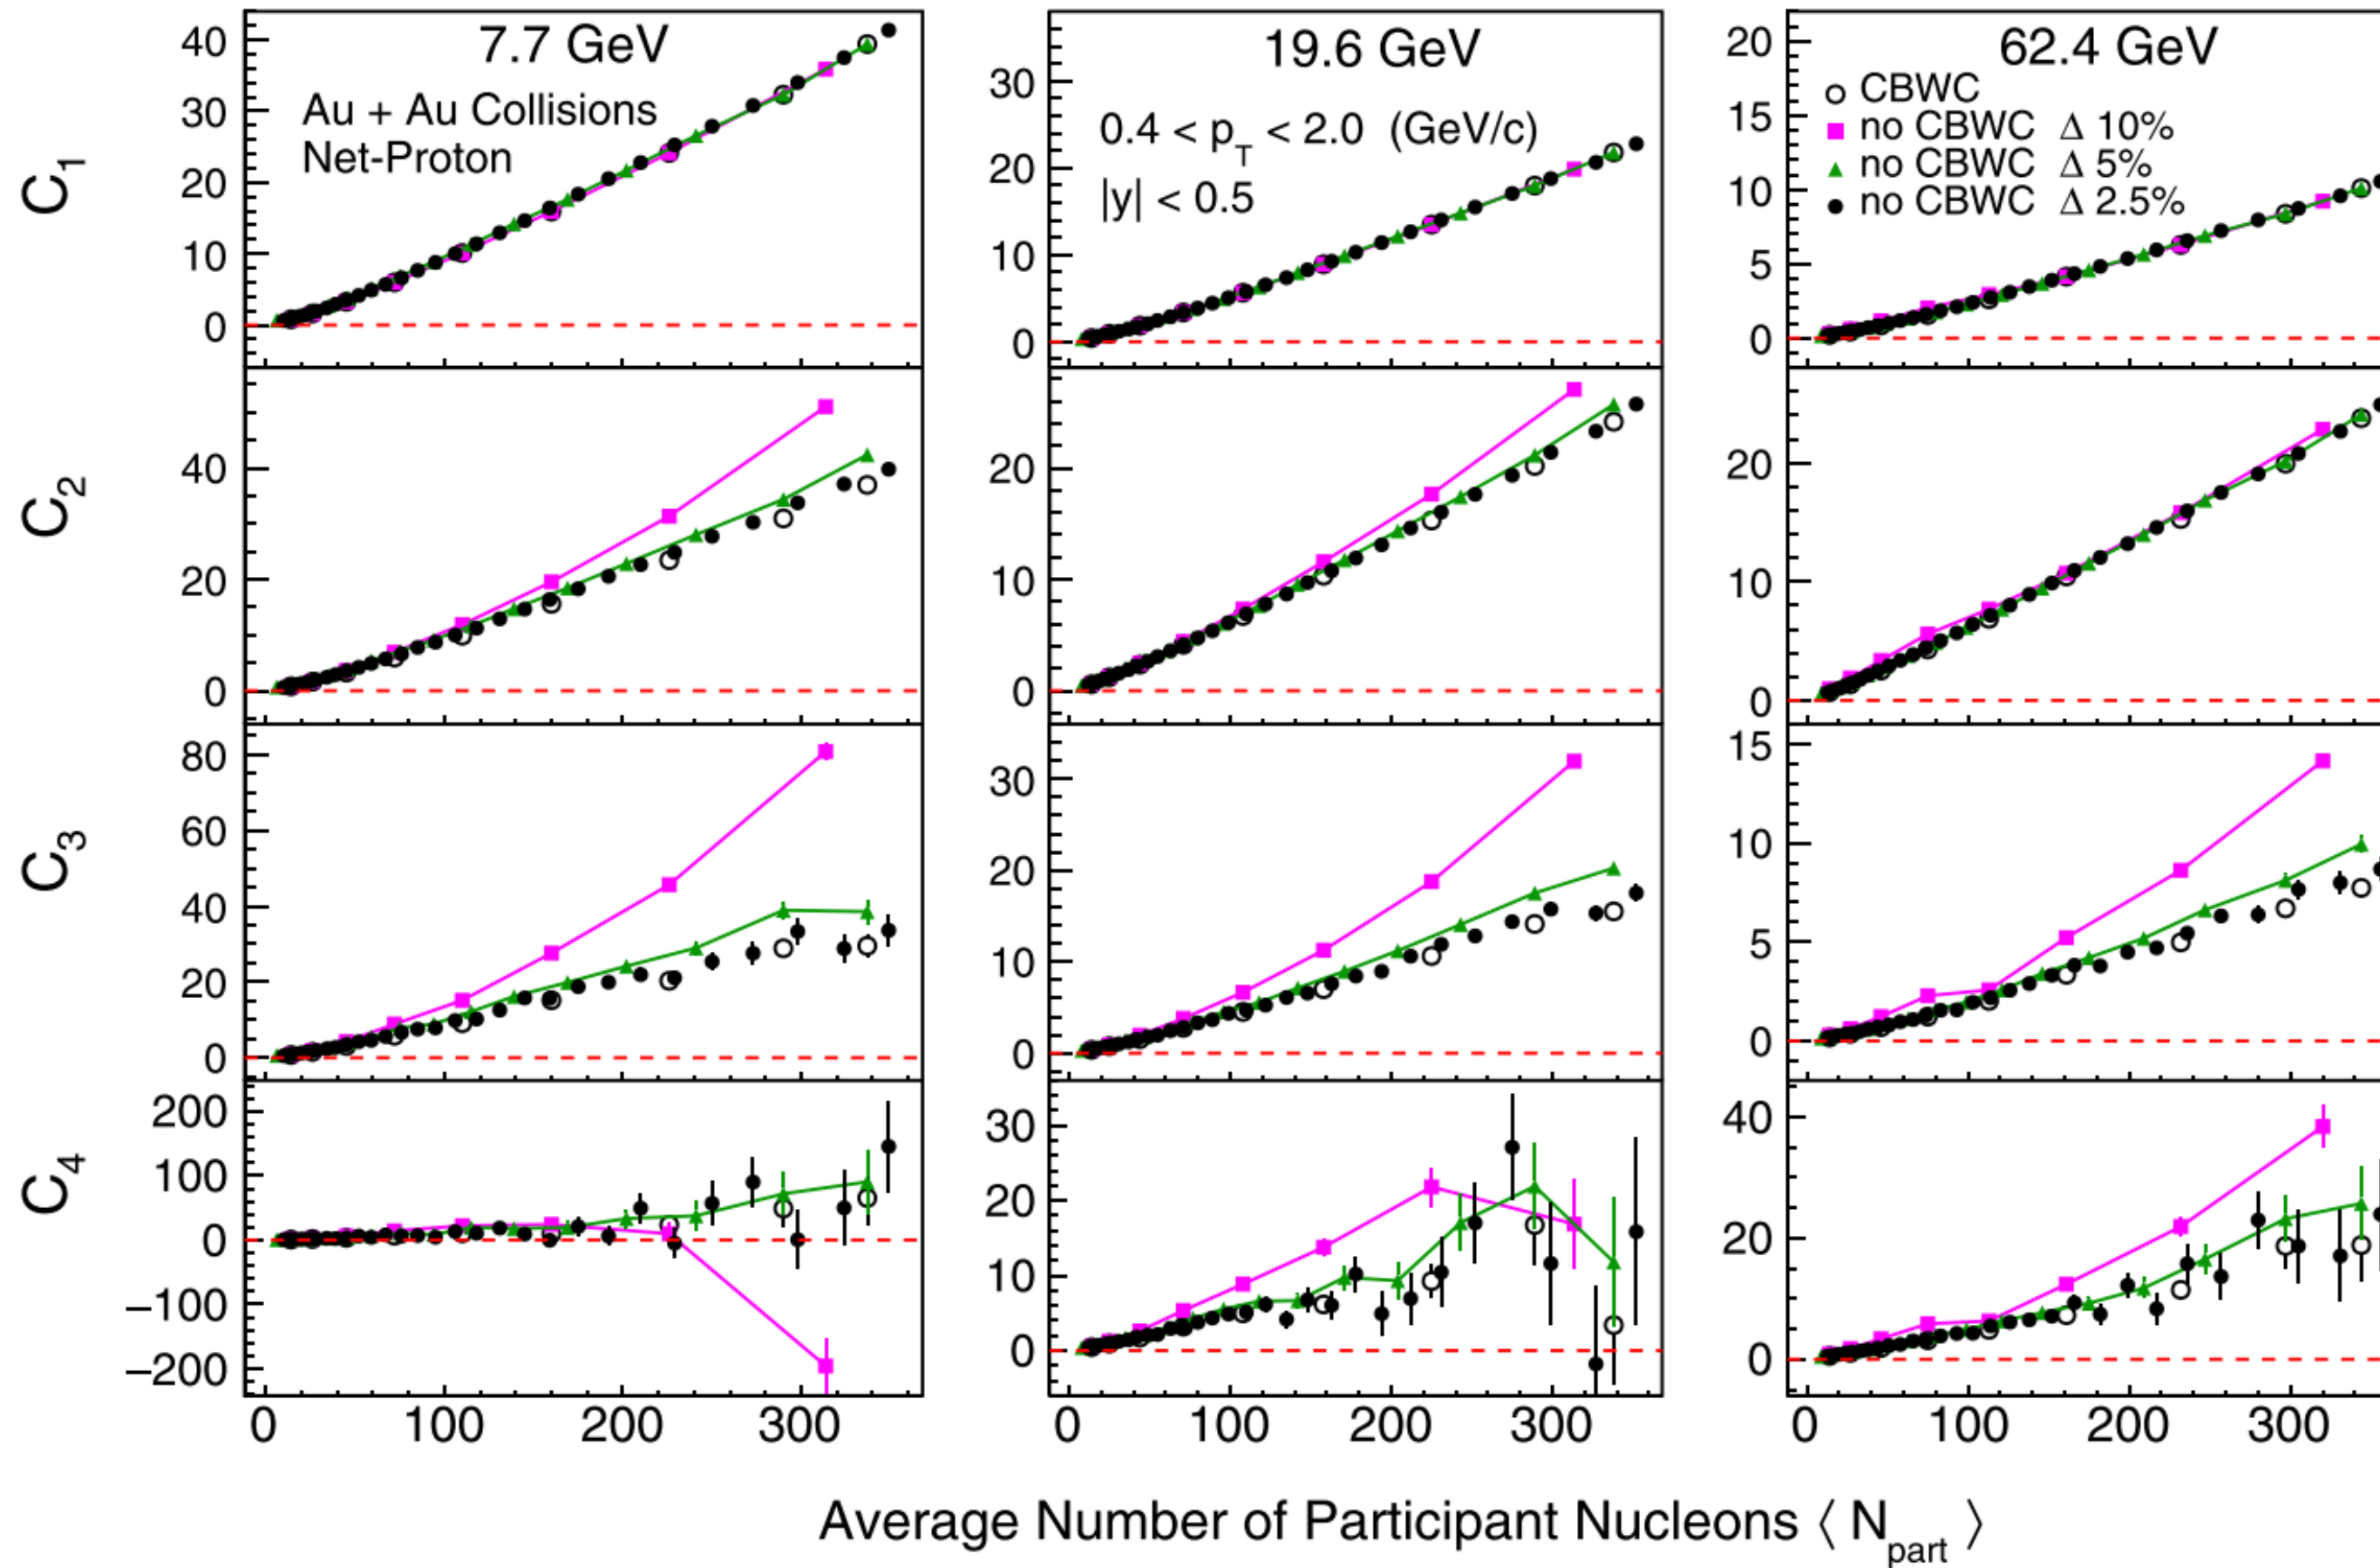 7.7 GeV
Au + Au Collisions
Net-Proton
19.6 GeV
0.4 < p_T < 2.0 (GeV/c)
|y| < 0.5
62.4 GeV
CBWC
no CBWC Δ 10%
no CBWC Δ 5%
no CBWC Δ 2.5%
C_1
40
30
20
10
0
30
20
10
0
20
15
10
5
0
C_2
40
20
0
20
10
0
20
10
0
C_3
80
60
40
20
0
30
20
10
0
15
10
5
0
C_4
200
100
0
−100
−200
30
20
10
0
40
20
0
0 100 200 300
0 100 200 300
0 100 200 300
Average Number of Participant Nucleons ⟨ N_part ⟩